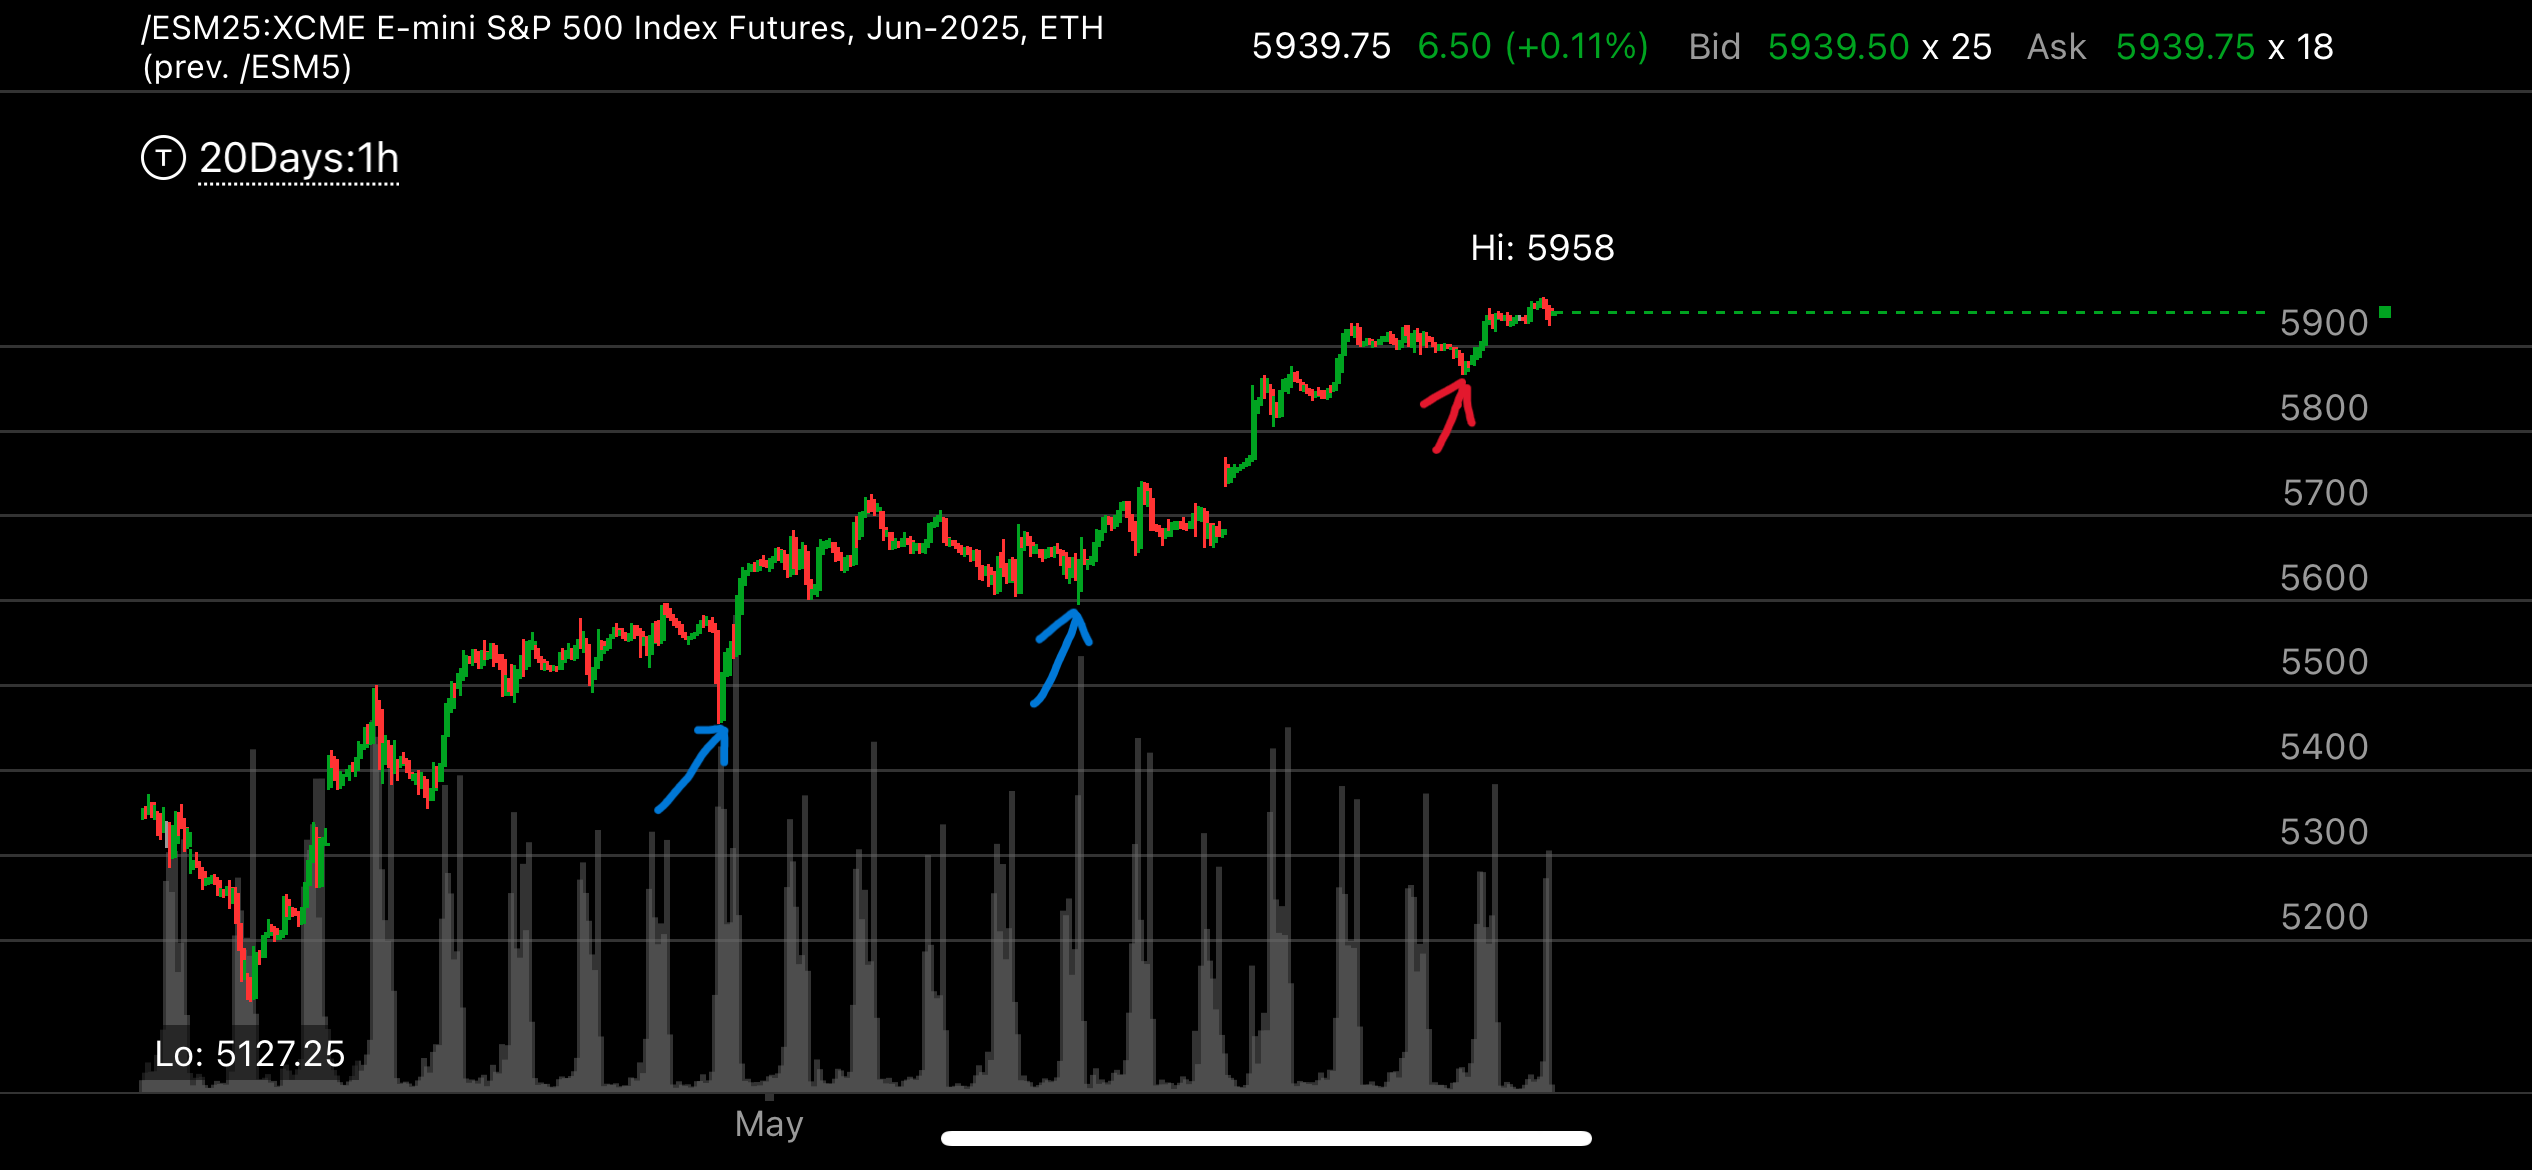 /ESM25:XCME E-mini S&P 500 Index Futures, Jun-2025, ETH
(prev. /ESM5)
5939.75 6.50 (+0.11%) Bid 5939.50 x 25 Ask 5939.75 x 18
T 20Days:1h
Hi: 5958
5900
5800
5700
5600
5500
5400
5300
5200
Lo: 5127.25
May